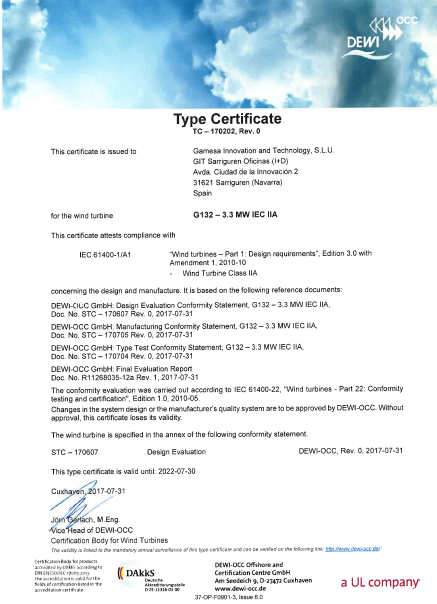 DEWI OCC
Type Certificate
TC – 170202, Rev. 0
This certificate is issued to
Gamesa Innovation and Technology, S.L.U.
GIT Sarriguren Oficinas (I+D)
Avda. Ciudad de la Innovación 2
31621 Sarriguren (Navarra)
Spain
for the wind turbine
G132 – 3.3 MW IEC IIA
This certificate attests compliance with
IEC 61400-1/A1
"Wind turbines – Part 1: Design requirements", Edition 3.0 with
Amendment 1, 2010-10
- Wind Turbine Class IIA
concerning the design and manufacture. It is based on the following reference documents:
DEWI-OCC GmbH: Design Evaluation Conformity Statement, G132 – 3.3 MW IEC IIA,
Doc. No. STC – 170607 Rev. 0, 2017-07-31
DEWI-OCC GmbH: Manufacturing Conformity Statement, G132 – 3.3 MW IEC IIA,
Doc. No. STC – 170705 Rev. 0, 2017-07-31
DEWI-OCC GmbH: Type Test Conformity Statement, G132 – 3.3 MW IEC IIA,
Doc. No. STC – 170704 Rev. 0, 2017-07-31
DEWI-OCC GmbH: Final Evaluation Report
Doc. No. R11268035-12a Rev. 1, 2017-07-31
The conformity evaluation was carried out according to IEC 61400-22, "Wind turbines - Part 22: Conformity
testing and certification", Edition 1.0, 2010-05.
Changes in the system design or the manufacturer's quality system are to be approved by DEWI-OCC. Without
approval, this certificate loses its validity.
The wind turbine is specified in the annex of the following conformity statement.
STC – 170607 Design Evaluation DEWI-OCC, Rev. 0, 2017-07-31
This type certificate is valid until: 2022-07-30
Cuxhaven, 2017-07-31
Jörn Gerlach, M.Eng.
Vice Head of DEWI-OCC
Certification Body for Wind Turbines
The validity is linked to the mandatory annual surveillance of this type certificate and can be verified on the following link: http://www.dewi-occ.de/
Certification Body for products
accredited by DAkkS according to
DIN EN ISO/IEC 17065:2013.
The accreditation is valid for the
fields of certification listed in the
accreditation certificate
DAkkS
Deutsche
Akkreditierungsstelle
D-ZE-11326-01-00
DEWI-OCC Offshore and
Certification Centre GmbH
Am Seedeich 9, D-27472 Cuxhaven
www.dewi-occ.de
a UL company
37-OP-F0901-3, Issue 6.0